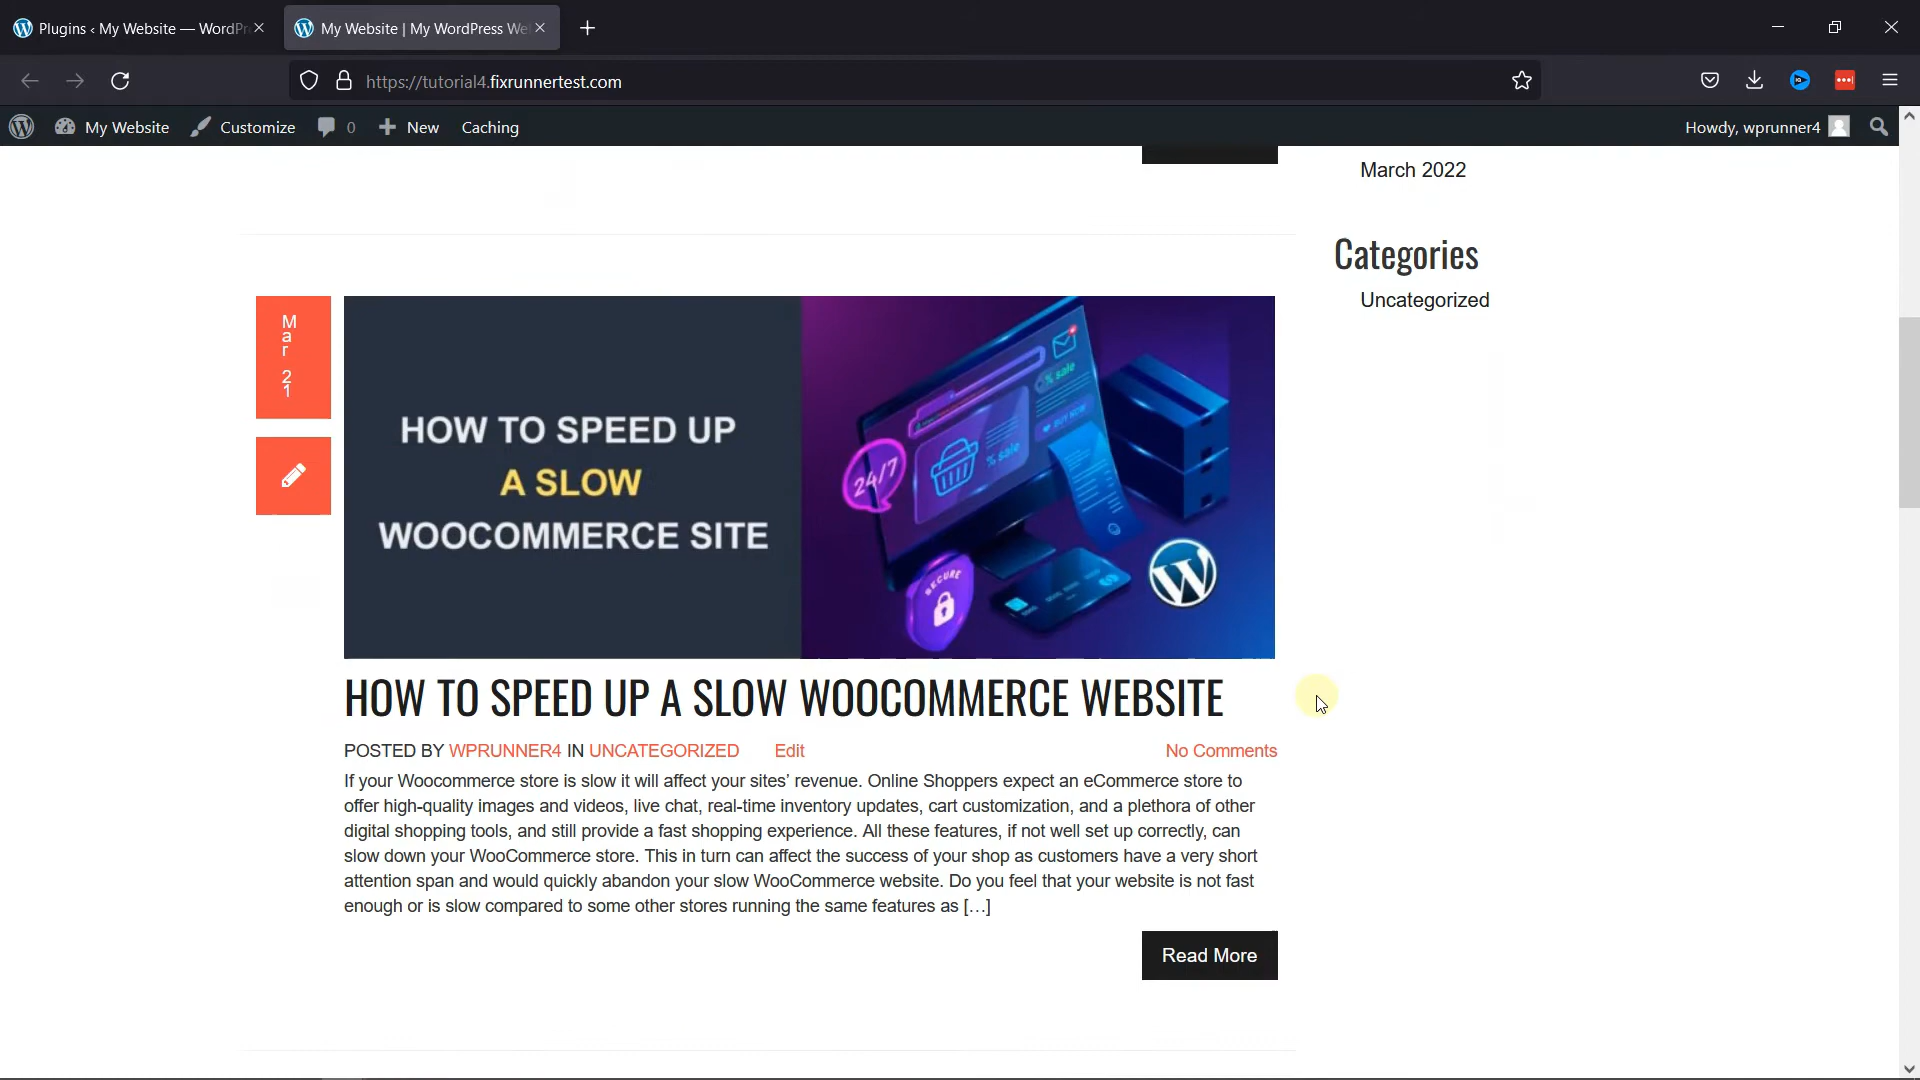 Plugins ‹ My Website — WordPr
My Website | My WordPress We
https://tutorial4.fixrunnertest.com
My Website
Customize
0
New
Caching
Howdy, wprunner4
March 2022
Categories
Uncategorized
Mar 21
HOW TO SPEED UP
A SLOW
WOOCOMMERCE SITE
% sale
BUY NOW
% sale
24/7
SECURE
HOW TO SPEED UP A SLOW WOOCOMMERCE WEBSITE
POSTED BY WPRUNNER4 IN UNCATEGORIZED Edit No Comments
If your Woocommerce store is slow it will affect your sites’ revenue. Online Shoppers expect an eCommerce store to
offer high-quality images and videos, live chat, real-time inventory updates, cart customization, and a plethora of other
digital shopping tools, and still provide a fast shopping experience. All these features, if not well set up correctly, can
slow down your WooCommerce store. This in turn can affect the success of your shop as customers have a very short
attention span and would quickly abandon your slow WooCommerce website. Do you feel that your website is not fast
enough or is slow compared to some other stores running the same features as […]
Read More